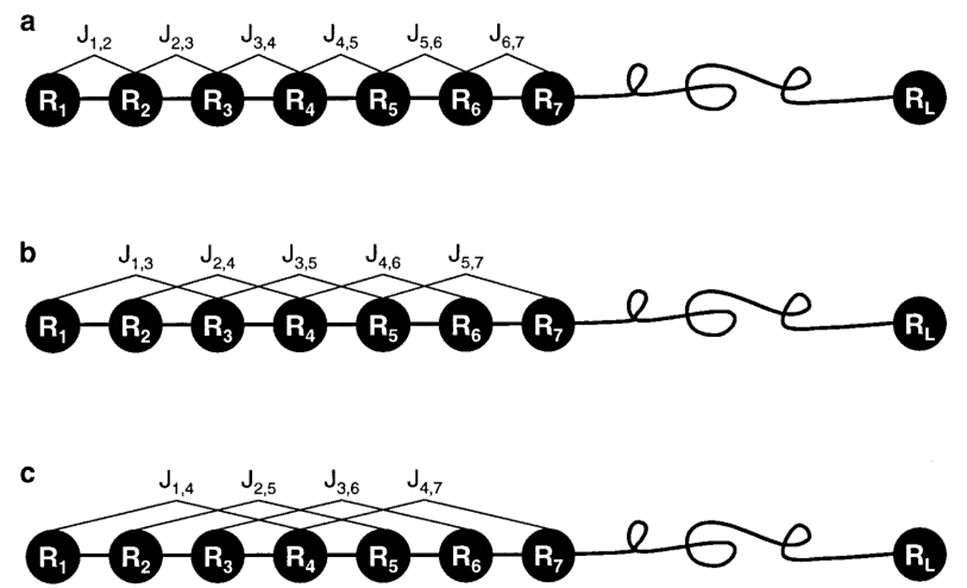 a
J1,2 J2,3 J3,4 J4,5 J5,6 J6,7
R1 R2 R3 R4 R5 R6 R7 RL
b
J1,3 J2,4 J3,5 J4,6 J5,7
R1 R2 R3 R4 R5 R6 R7 RL
c
J1,4 J2,5 J3,6 J4,7
R1 R2 R3 R4 R5 R6 R7 RL